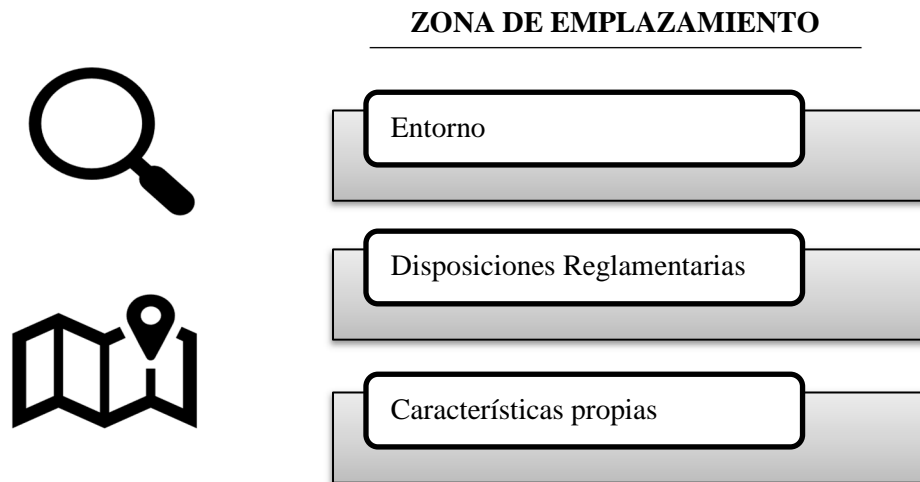 ZONA DE EMPLAZAMIENTO
Entorno
Disposiciones Reglamentarias
Características propias